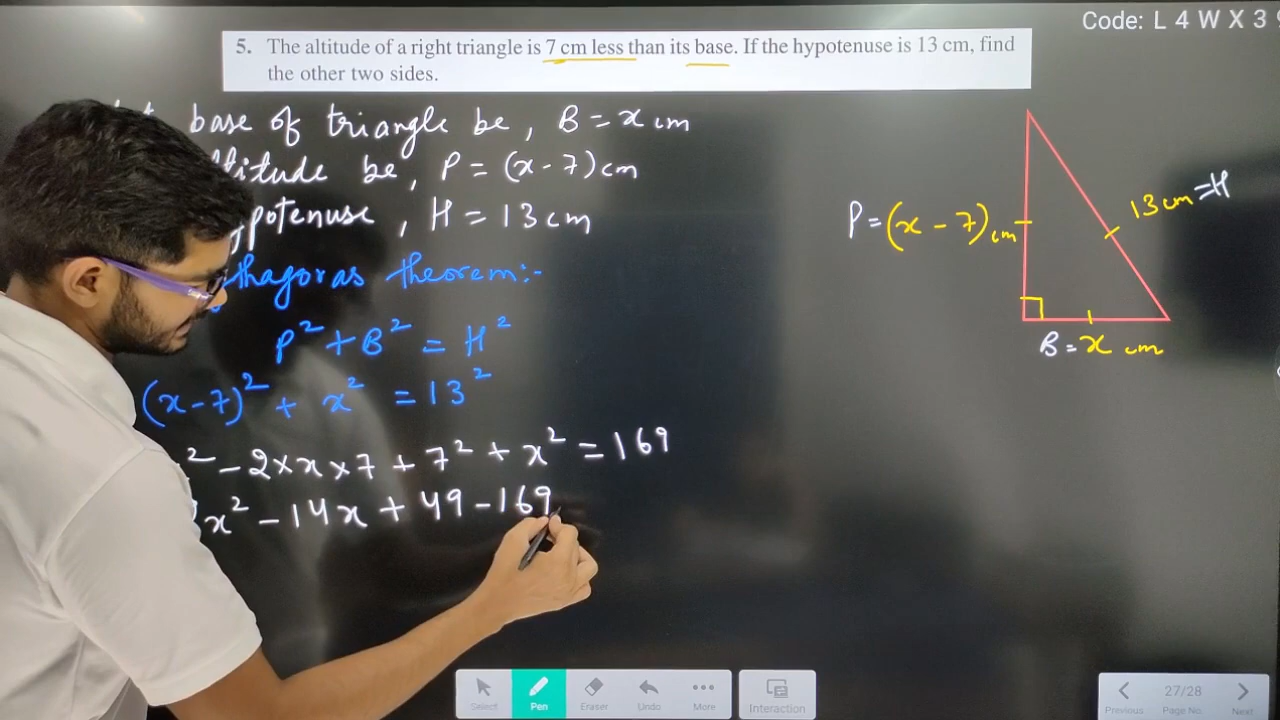 Code: L 4 W X 3
5. The altitude of a right triangle is 7 cm less than its base. If the hypotenuse is 13 cm, find
the other two sides.
base of triangle be, B = x cm
be, P = (x-7) cm
, H = 13 cm
theorem:-
P² + B² = H²
(x-7)² + x² = 13²
² - 2×x×7 + 7² + x² = 169
x² - 14x + 49 - 169
P = (x - 7) cm
13 cm = H
B = x cm
Select
Pen
Eraser
Undo
More
Interaction
Previous
27/28
Page No.
Next